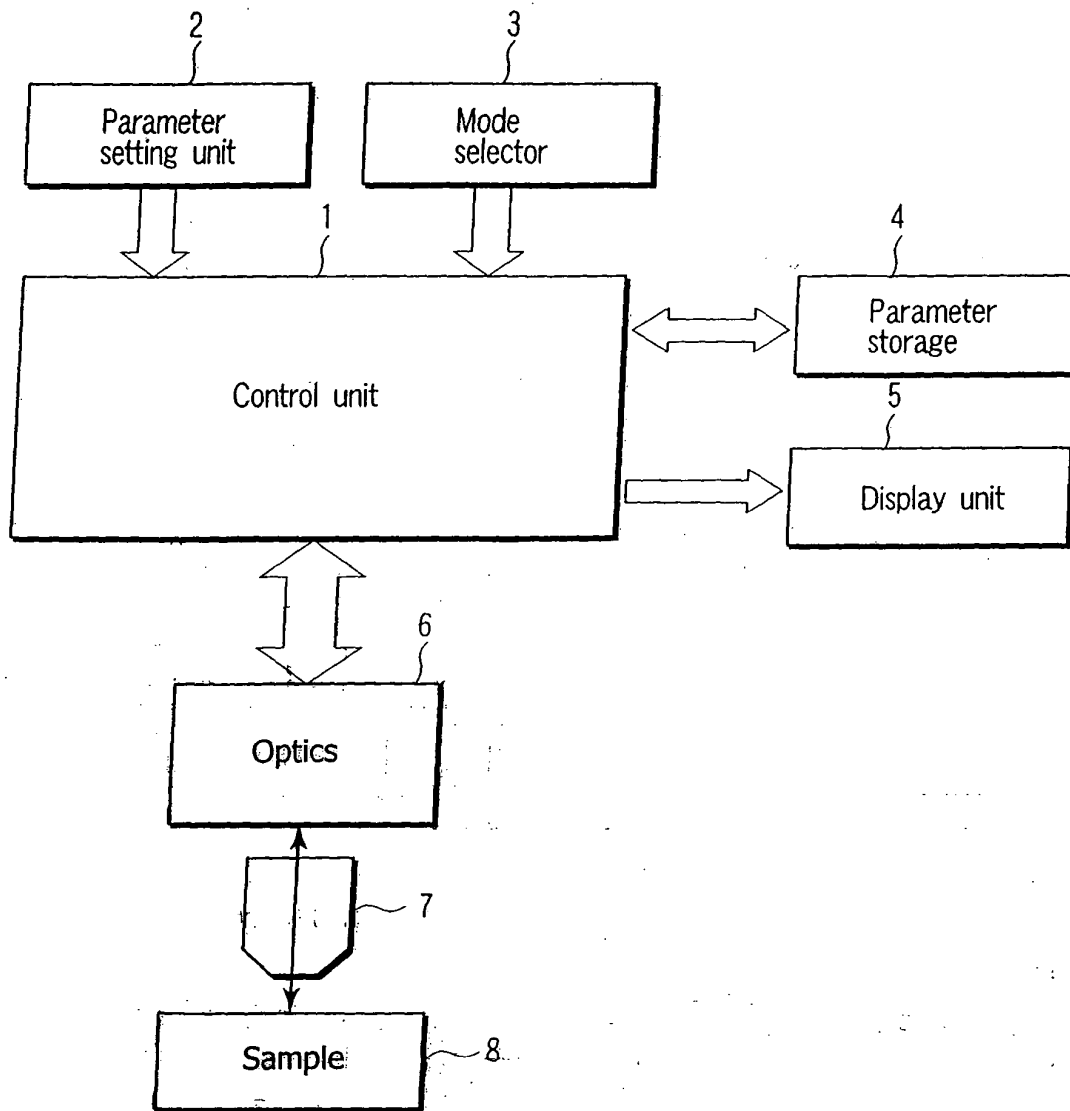 2
3
Parameter
setting unit
Mode
selector
1
4
Parameter
storage
Control unit
5
Display unit
6
Optics
7
Sample
8